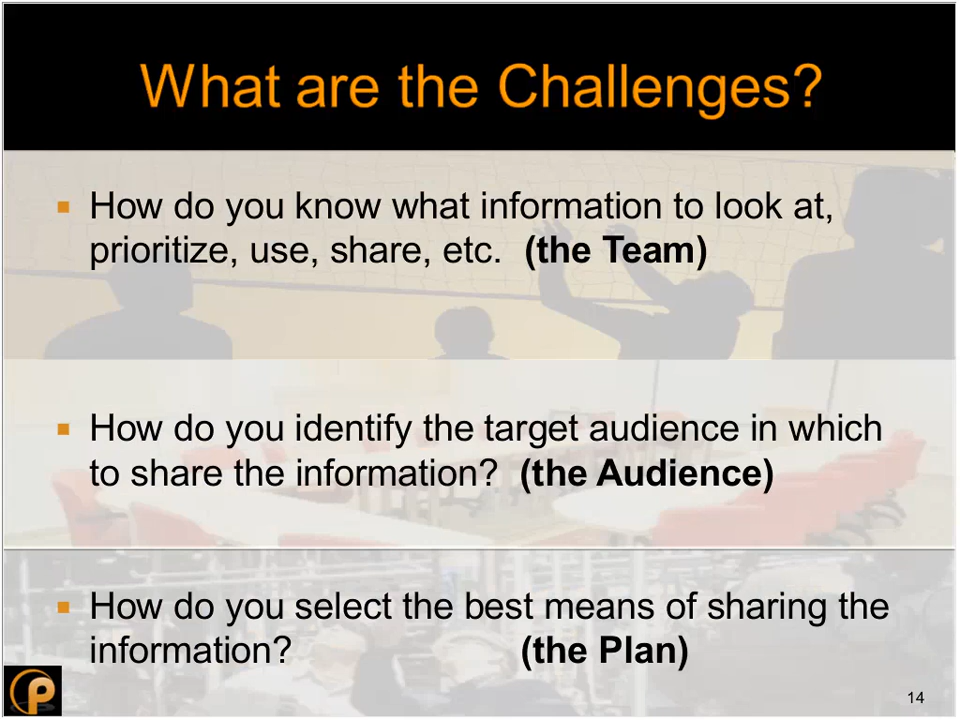 What are the Challenges?
How do you know what information to look at,
prioritize, use, share, etc.  (the Team)
How do you identify the target audience in which
to share the information?  (the Audience)
How do you select the best means of sharing the
information?  (the Plan)
P
14